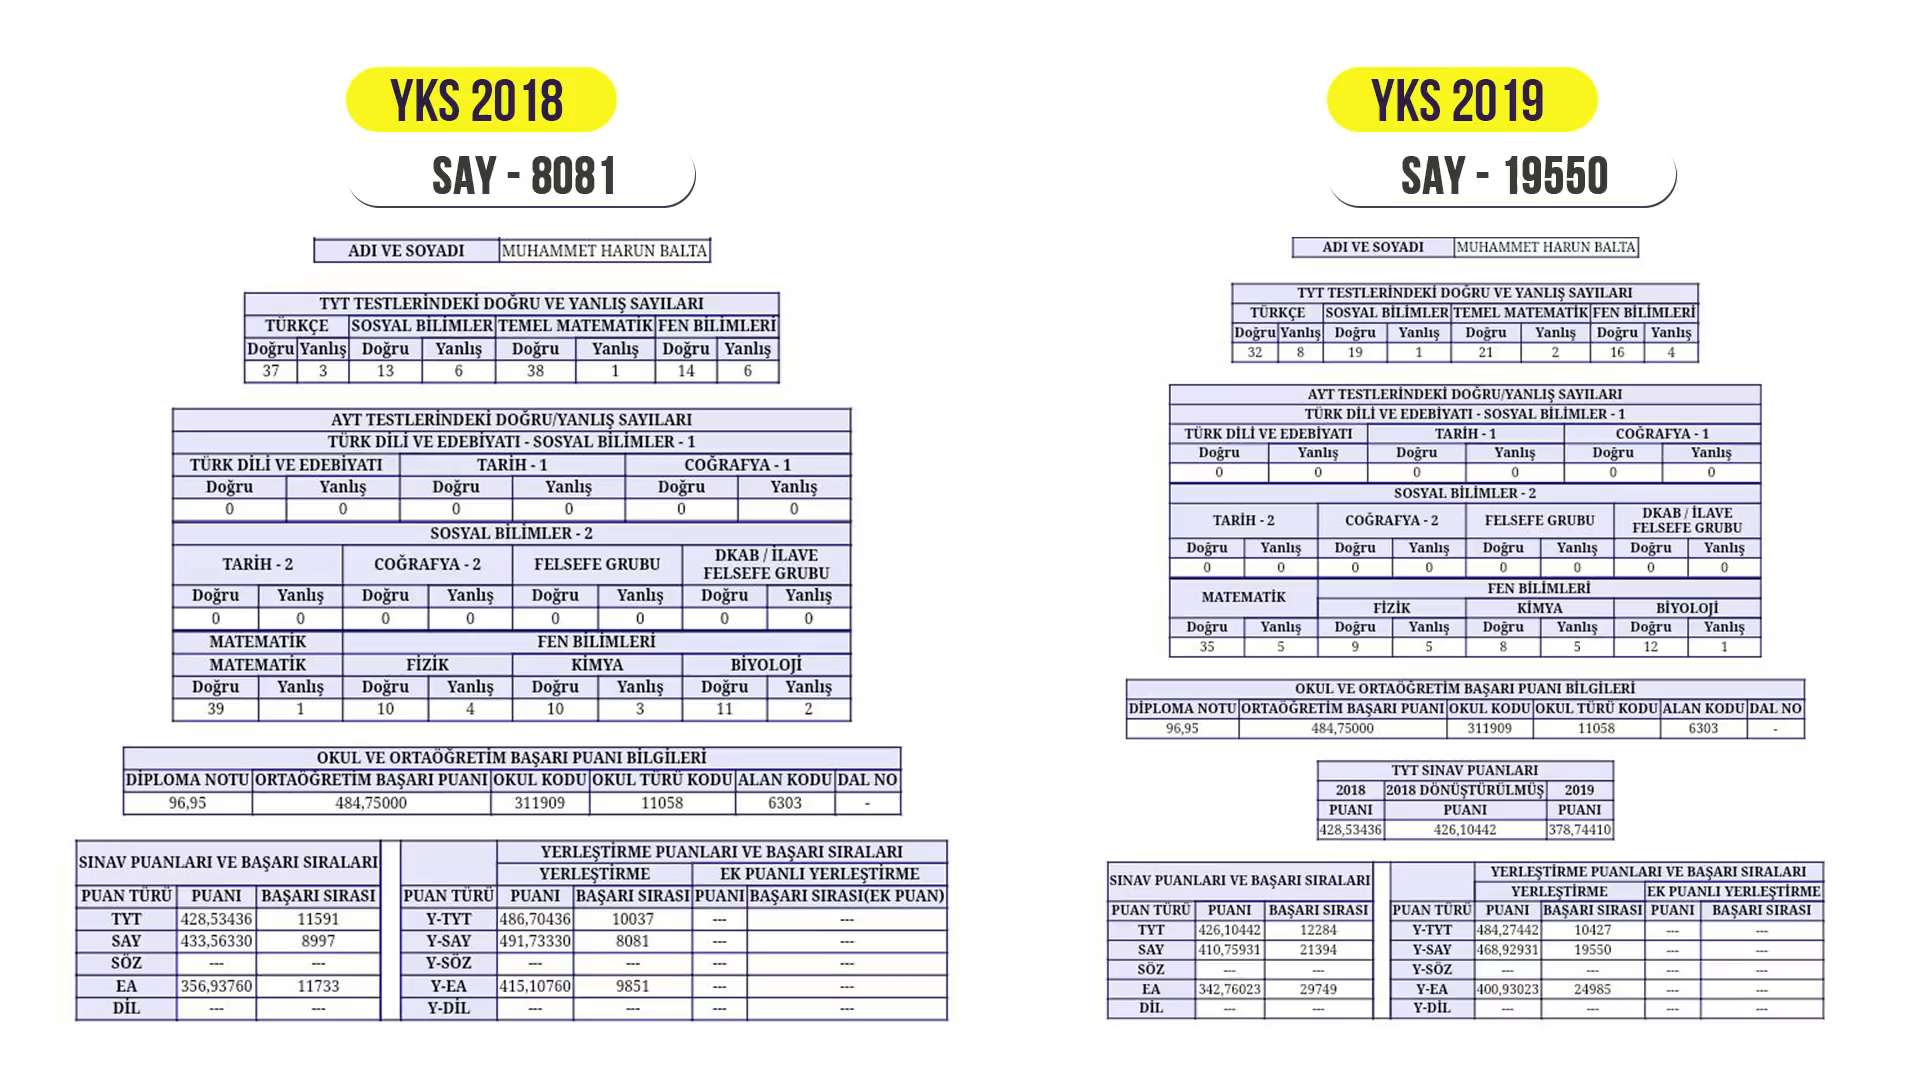 YKS 2018
SAY - 8081
ADI VE SOYADI MUHAMMET HARUN BALTA
TYT TESTLERİNDEKİ DOĞRU VE YANLIŞ SAYILARI
TÜRKÇE SOSYAL BİLİMLER TEMEL MATEMATİK FEN BİLİMLERİ
Doğru Yanlış Doğru Yanlış Doğru Yanlış Doğru Yanlış
37 3 13 6 38 1 14 6
AYT TESTLERİNDEKİ DOĞRU/YANLIŞ SAYILARI
TÜRK DİLİ VE EDEBİYATI - SOSYAL BİLİMLER - 1
TÜRK DİLİ VE EDEBİYATI TARİH - 1 COĞRAFYA - 1
Doğru Yanlış Doğru Yanlış Doğru Yanlış
0 0 0 0 0 0
SOSYAL BİLİMLER - 2
TARİH - 2 COĞRAFYA - 2 FELSEFE GRUBU DKAB / İLAVE
FELSEFE GRUBU
Doğru Yanlış Doğru Yanlış Doğru Yanlış Doğru Yanlış
0 0 0 0 0 0 0 0
MATEMATİK FEN BİLİMLERİ
MATEMATİK FİZİK KİMYA BİYOLOJİ
Doğru Yanlış Doğru Yanlış Doğru Yanlış Doğru Yanlış
39 1 10 4 10 3 11 2
OKUL VE ORTAÖĞRETİM BAŞARI PUANI BİLGİLERİ
DİPLOMA NOTU ORTAÖĞRETİM BAŞARI PUANI OKUL KODU OKUL TÜRÜ KODU ALAN KODU DAL NO
96,95 484,75000 311909 11058 6303 -
SINAV PUANLARI VE BAŞARI SIRALARI
PUAN TÜRÜ PUANI BAŞARI SIRASI
TYT 428,53436 11591
SAY 433,56330 8997
SÖZ --- ---
EA 356,93760 11733
DİL --- ---
YERLEŞTİRME PUANLARI VE BAŞARI SIRALARI
YERLEŞTİRME EK PUANLI YERLEŞTİRME
PUAN TÜRÜ PUANI BAŞARI SIRASI PUANI BAŞARI SIRASI(EK PUAN)
Y-TYT 486,70436 10037 --- ---
Y-SAY 491,73330 8081 --- ---
Y-SÖZ --- --- --- ---
Y-EA 415,10760 9851 --- ---
Y-DİL --- --- --- ---
YKS 2019
SAY - 19550
ADI VE SOYADI MUHAMMET HARUN BALTA
TYT TESTLERİNDEKİ DOĞRU VE YANLIŞ SAYILARI
TÜRKÇE SOSYAL BİLİMLER TEMEL MATEMATİK FEN BİLİMLERİ
Doğru Yanlış Doğru Yanlış Doğru Yanlış Doğru Yanlış
32 8 19 1 21 2 16 4
AYT TESTLERİNDEKİ DOĞRU/YANLIŞ SAYILARI
TÜRK DİLİ VE EDEBİYATI - SOSYAL BİLİMLER - 1
TÜRK DİLİ VE EDEBİYATI TARİH - 1 COĞRAFYA - 1
Doğru Yanlış Doğru Yanlış Doğru Yanlış
0 0 0 0 0 0
SOSYAL BİLİMLER - 2
TARİH - 2 COĞRAFYA - 2 FELSEFE GRUBU DKAB / İLAVE
FELSEFE GRUBU
Doğru Yanlış Doğru Yanlış Doğru Yanlış Doğru Yanlış
0 0 0 0 0 0 0 0
MATEMATİK FEN BİLİMLERİ
FİZİK KİMYA BİYOLOJİ
Doğru Yanlış Doğru Yanlış Doğru Yanlış Doğru Yanlış
35 5 9 5 8 5 12 1
OKUL VE ORTAÖĞRETİM BAŞARI PUANI BİLGİLERİ
DİPLOMA NOTU ORTAÖĞRETİM BAŞARI PUANI OKUL KODU OKUL TÜRÜ KODU ALAN KODU DAL NO
96,95 484,75000 311909 11058 6303 -
TYT SINAV PUANLARI
2018 2018 DÖNÜŞTÜRÜLMÜŞ 2019
PUANI PUANI PUANI
428,53436 426,10442 378,74410
SINAV PUANLARI VE BAŞARI SIRALARI
PUAN TÜRÜ PUANI BAŞARI SIRASI
TYT 426,10442 12284
SAY 410,75931 21394
SÖZ --- ---
EA 342,76023 29749
DİL --- ---
YERLEŞTİRME PUANLARI VE BAŞARI SIRALARI
YERLEŞTİRME EK PUANLI YERLEŞTİRME
PUAN TÜRÜ PUANI BAŞARI SIRASI PUANI BAŞARI SIRASI
Y-TYT 484,27442 10427 --- ---
Y-SAY 468,92931 19550 --- ---
Y-SÖZ --- --- --- ---
Y-EA 400,93023 24985 --- ---
Y-DİL --- --- --- ---